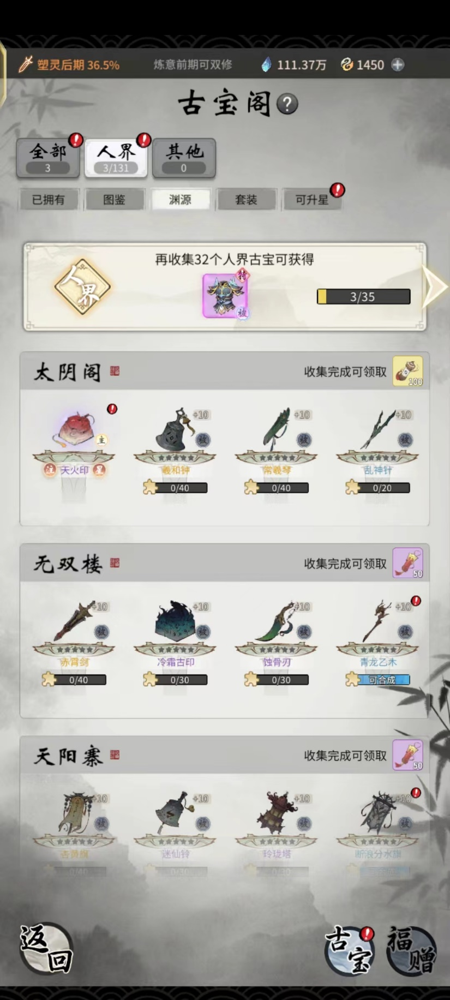 塑灵后期 36.5% 炼意前期可双修 111.37万 1450
古宝阁 ?
全部 人界 其他
3 3/131 0
已拥有 图鉴 渊源 套装 可升星
再收集32个人界古宝可获得
人界 特 被 3/35
太阴阁 收集完成可领取 100
+10 +10 +10
主 被 被 被
注 天火印 星 羲和钟 常羲琴 乱神针
0/40 0/40 0/20
无双楼 收集完成可领取 50
+10 +10 +10 +10
被 被 被 被
赤霄剑 冷霜古印 蚀骨刃 青龙乙木
0/40 0/30 0/30 可合成
天阳寨 收集完成可领取 50
+10 +10 +10 +10
被 被 被 被
杏黄旗 迷仙铃 玲珑塔 断浪分水旗
0/40 0/30 0/30
返回 古宝 福赠